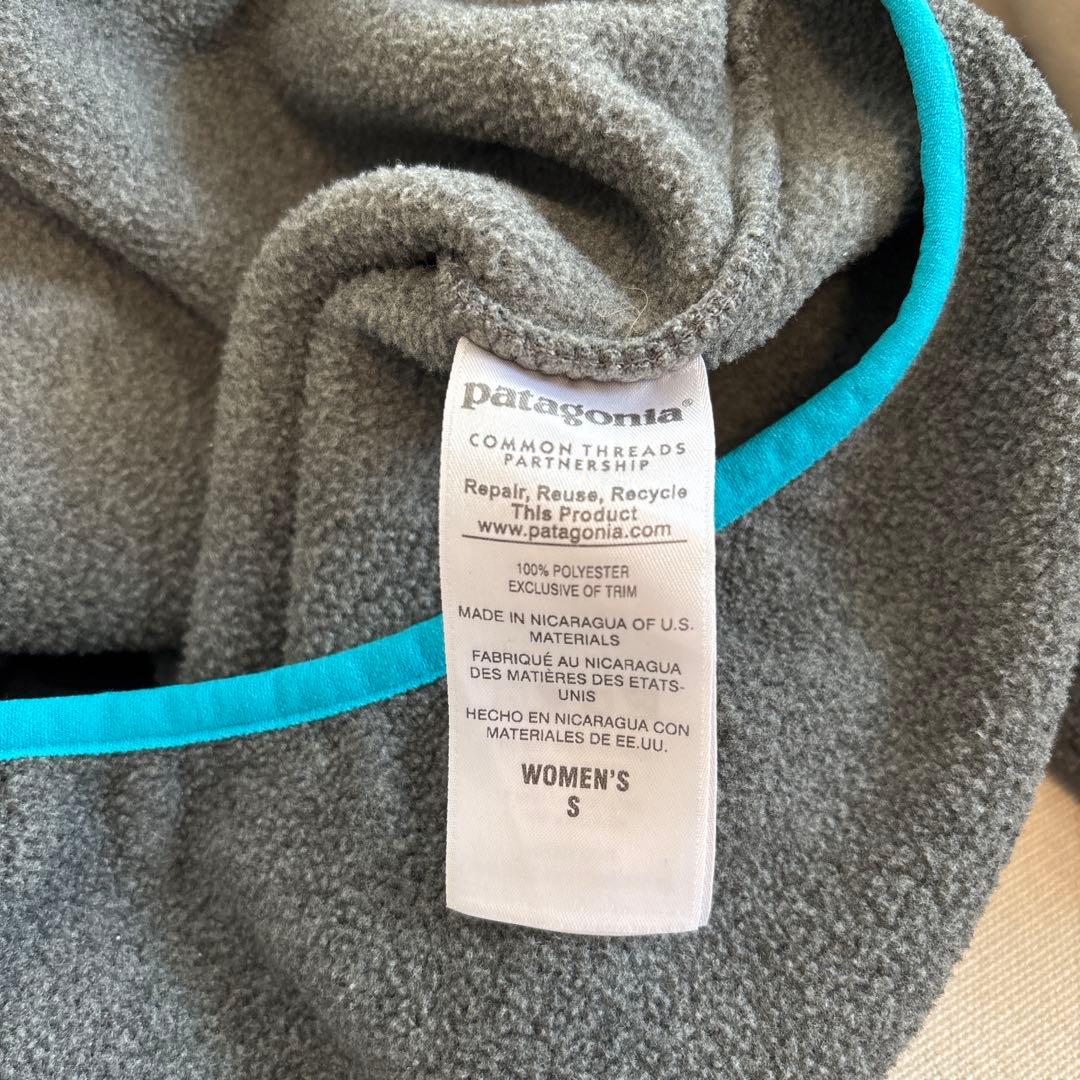 patagonia®
COMMON THREADS
PARTNERSHIP
Repair, Reuse, Recycle
This Product
www.patagonia.com
100% POLYESTER
EXCLUSIVE OF TRIM
MADE IN NICARAGUA OF U.S.
MATERIALS
FABRIQUÉ AU NICARAGUA
DES MATIÈRES DES ETATS-
UNIS
HECHO EN NICARAGUA CON
MATERIALES DE EE.UU.
WOMEN'S
S